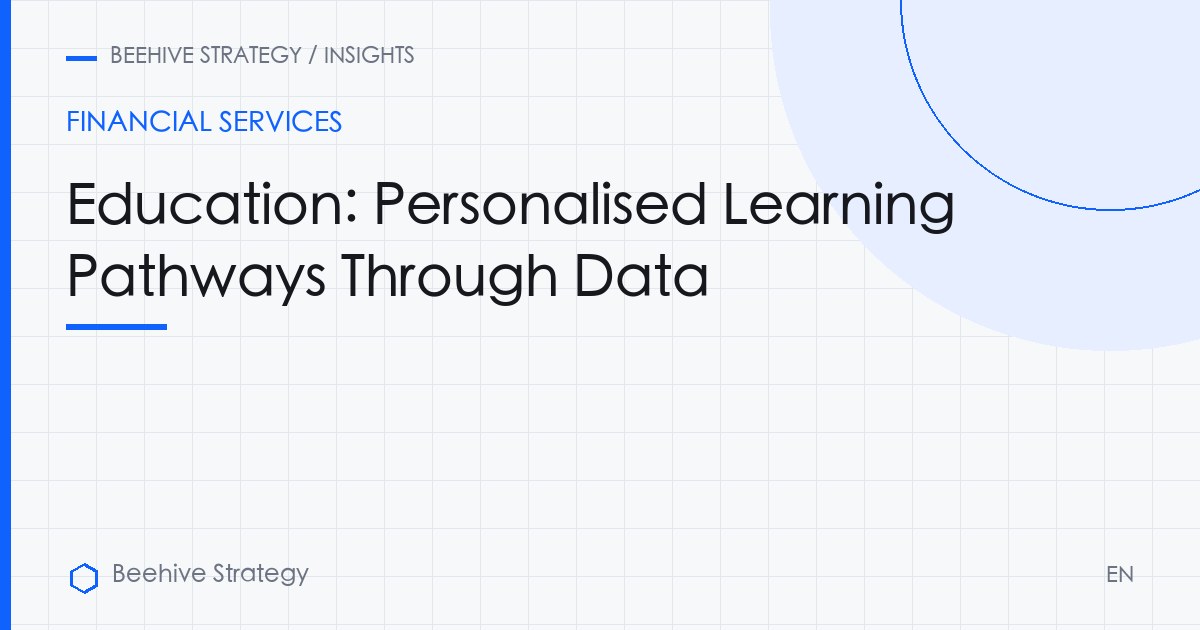 BEEHIVE STRATEGY / INSIGHTS
FINANCIAL SERVICES
Education: Personalised Learning
Pathways Through Data
Beehive Strategy
EN